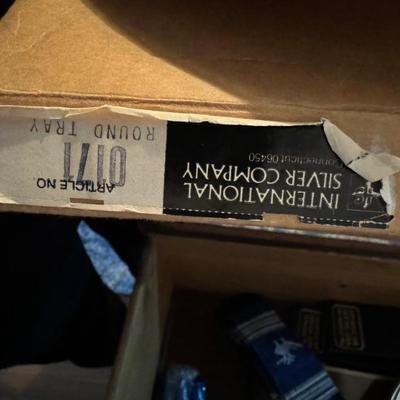 INTERNATIONAL
SILVER COMPANY
Connecticut 06450
ARTICLE NO.
0171
ROUND TRAY